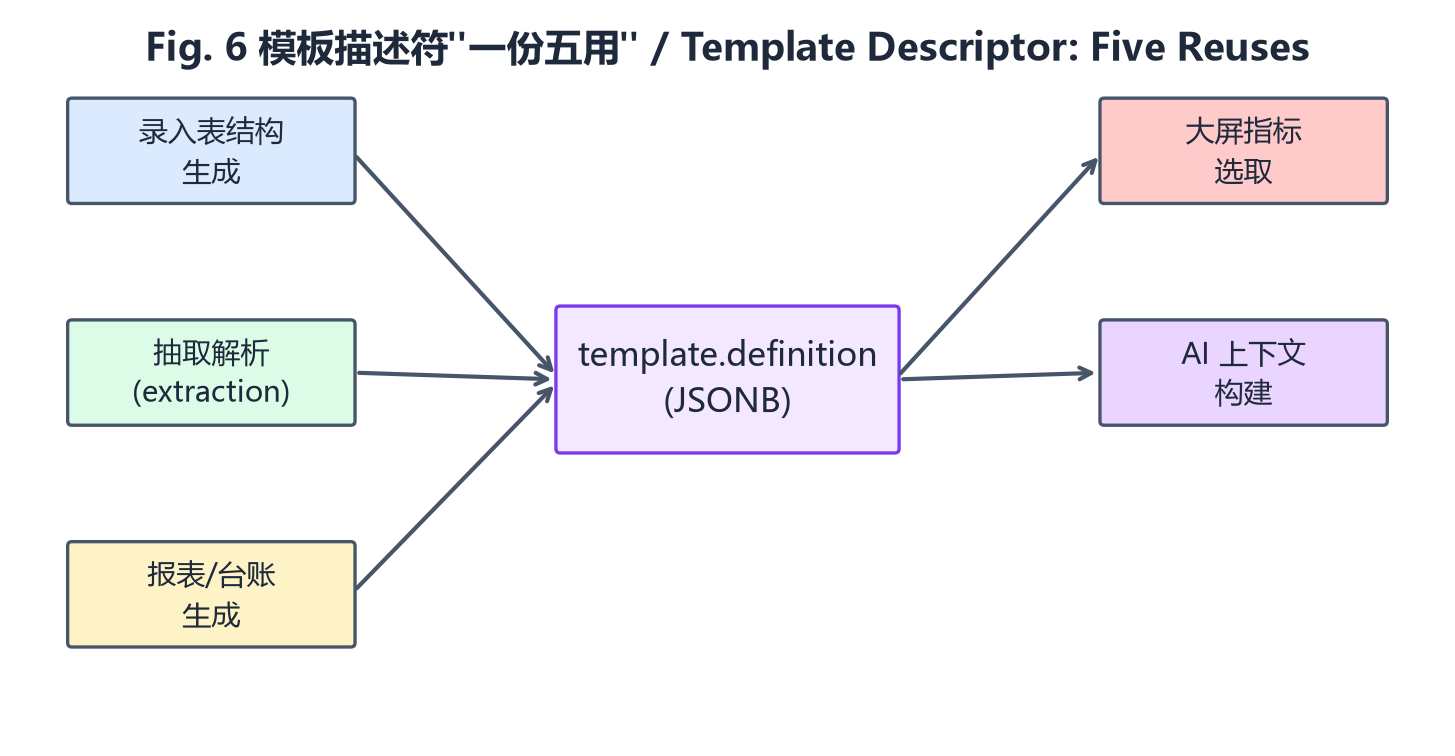 Fig. 6 模板描述符"一份五用" / Template Descriptor: Five Reuses
录入表结构
生成
抽取解析
(extraction)
报表/台账
生成
template.definition
(JSONB)
大屏指标
选取
AI 上下文
构建